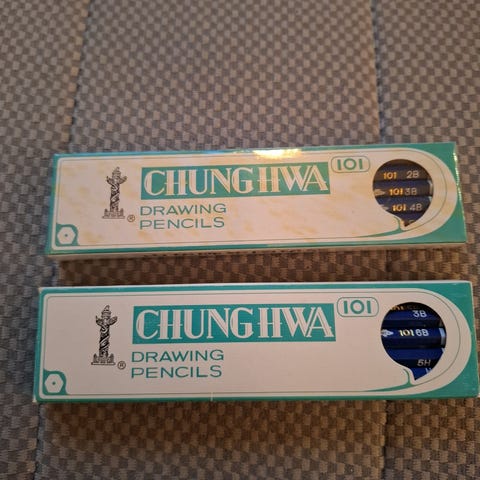 CHUNGHWA 101
DRAWING
PENCILS
®
101 2B
101 3B
101 4B
CHUNGHWA 101
DRAWING
PENCILS
®
3B
101 6B
5H